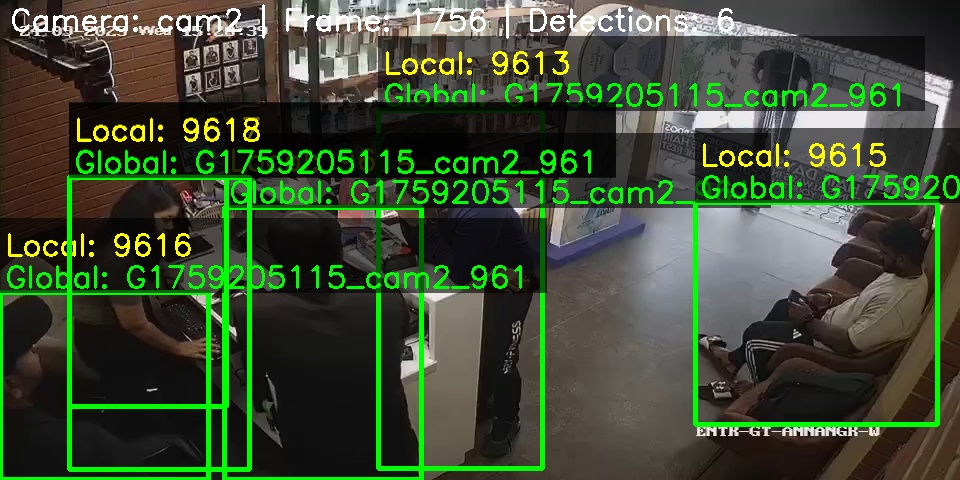 Camera: cam2 | Frame: 1756 | Detections: 6
Local: 9613
Global: G1759205115_cam2_961
Local: 9618
Global: G1759205115_cam2_961
Local: 9615
Global: G175920
Global: G1759205115_cam2_
Local: 9616
Global: G1759205115_cam2_961
ENTR-GT-ANNANGR-W